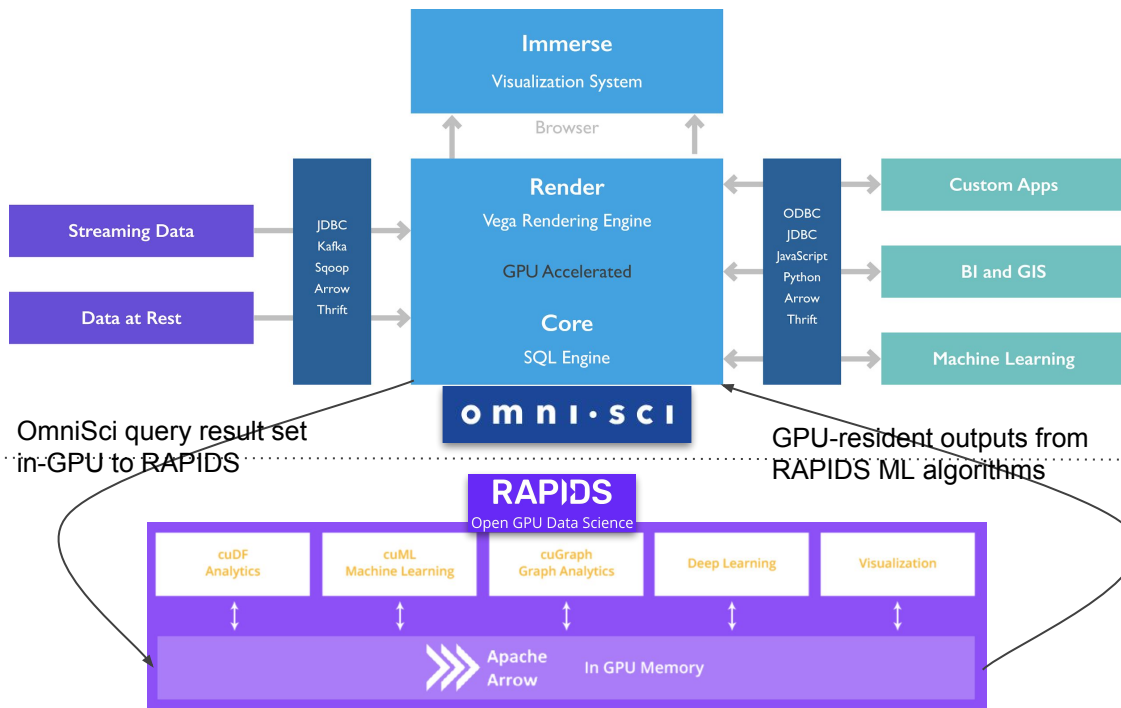 Immerse
Visualization System
Browser
Render
Vega Rendering Engine
GPU Accelerated
Core
SQL Engine
Streaming Data
Data at Rest
JDBC
Kafka
Sqoop
Arrow
Thrift
ODBC
JDBC
JavaScript
Python
Arrow
Thrift
Custom Apps
BI and GIS
Machine Learning
omni·sci
OmniSci query result set
in-GPU to RAPIDS
GPU-resident outputs from
RAPIDS ML algorithms
RAPIDS
Open GPU Data Science
cuDF
Analytics
cuML
Machine Learning
cuGraph
Graph Analytics
Deep Learning
Visualization
Apache
Arrow
In GPU Memory